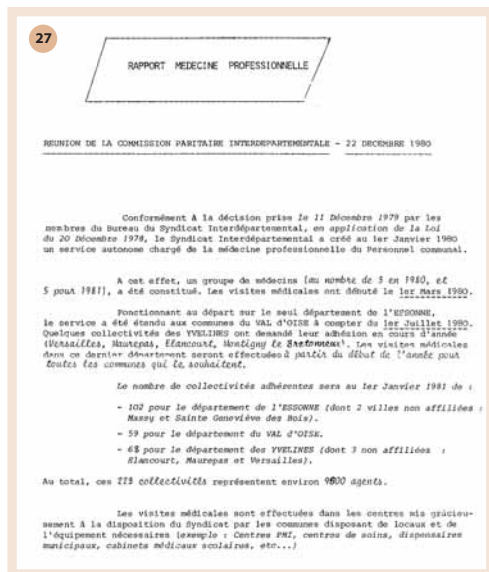 27
RAPPORT MEDECINE PROFESSIONNELLE
REUNION DE LA COMMISSION PARITAIRE INTERDEPARTEMENTALE - 22 DECEMBRE 1980
Conformément à la décision prise le 11 Décembre 1979 par les
membres du Bureau du Syndicat Interdépartemental, en application de la Loi
du 20 Décembre 1978, le Syndicat Interdépartemental a créé au 1er Janvier 1980
un service autonome chargé de la médecine professionnelle du Personnel communal.
A cet effet, un groupe de médecins (au nombre de 3 en 1980, et
5 pour 1981), a été constitué. Les visites médicales ont débuté le 1er Mars 1980.
Fonctionnant au départ sur le seul département de l'ESSONNE,
le service a été étendu aux communes du VAL d'OISE à compter du 1er Juillet 1980.
Quelques collectivités des YVELINES ont demandé leur adhésion en cours d'année
(Versailles, Maurepas, Elancourt, Montigny le Bretonneux). Les visites médicales
dans ce dernier département seront effectuées à partir du début de l'année pour
toutes les communes qui le souhaitent.
Le nombre de collectivités adhérentes sera au 1er Janvier 1981 de :
- 102 pour le département de l'ESSONNE (dont 2 villes non affiliées :
Massy et Sainte Geneviève des Bois).
- 59 pour le département du VAL d'OISE.
- pour le département des YVELINES (dont 3 non affiliées :
Elancourt, Maurepas et Versailles).
Au total, ces collectivités représentent environ agents.
Les visites médicales sont effectuées dans les centres mis gracieu-
sement à la disposition du Syndicat par les communes disposant de locaux et de
l'équipement nécessaires (exemple : Centres PMI, centres de soins, dispensaires
municipaux, cabinets médicaux scolaires, etc...)